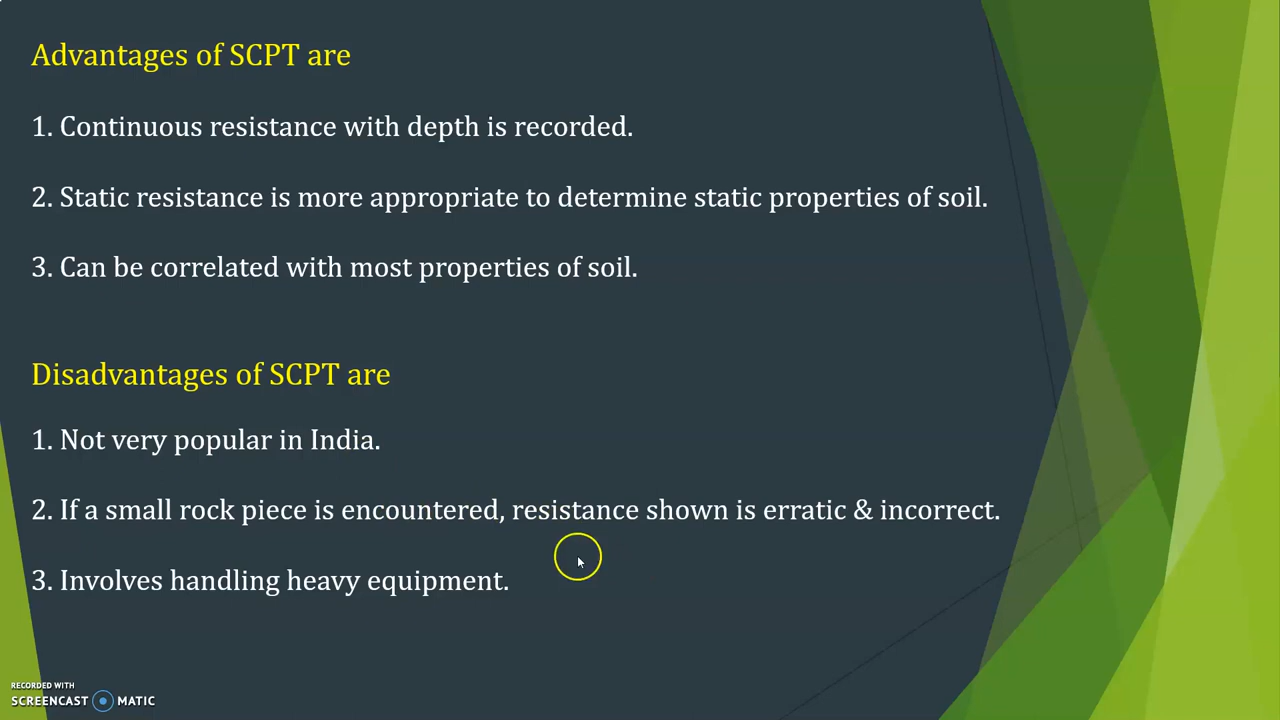 Advantages of SCPT are
1. Continuous resistance with depth is recorded.
2. Static resistance is more appropriate to determine static properties of soil.
3. Can be correlated with most properties of soil.
Disadvantages of SCPT are
1. Not very popular in India.
2. If a small rock piece is encountered, resistance shown is erratic & incorrect.
3. Involves handling heavy equipment.
RECORDED WITH
SCREENCAST MATIC